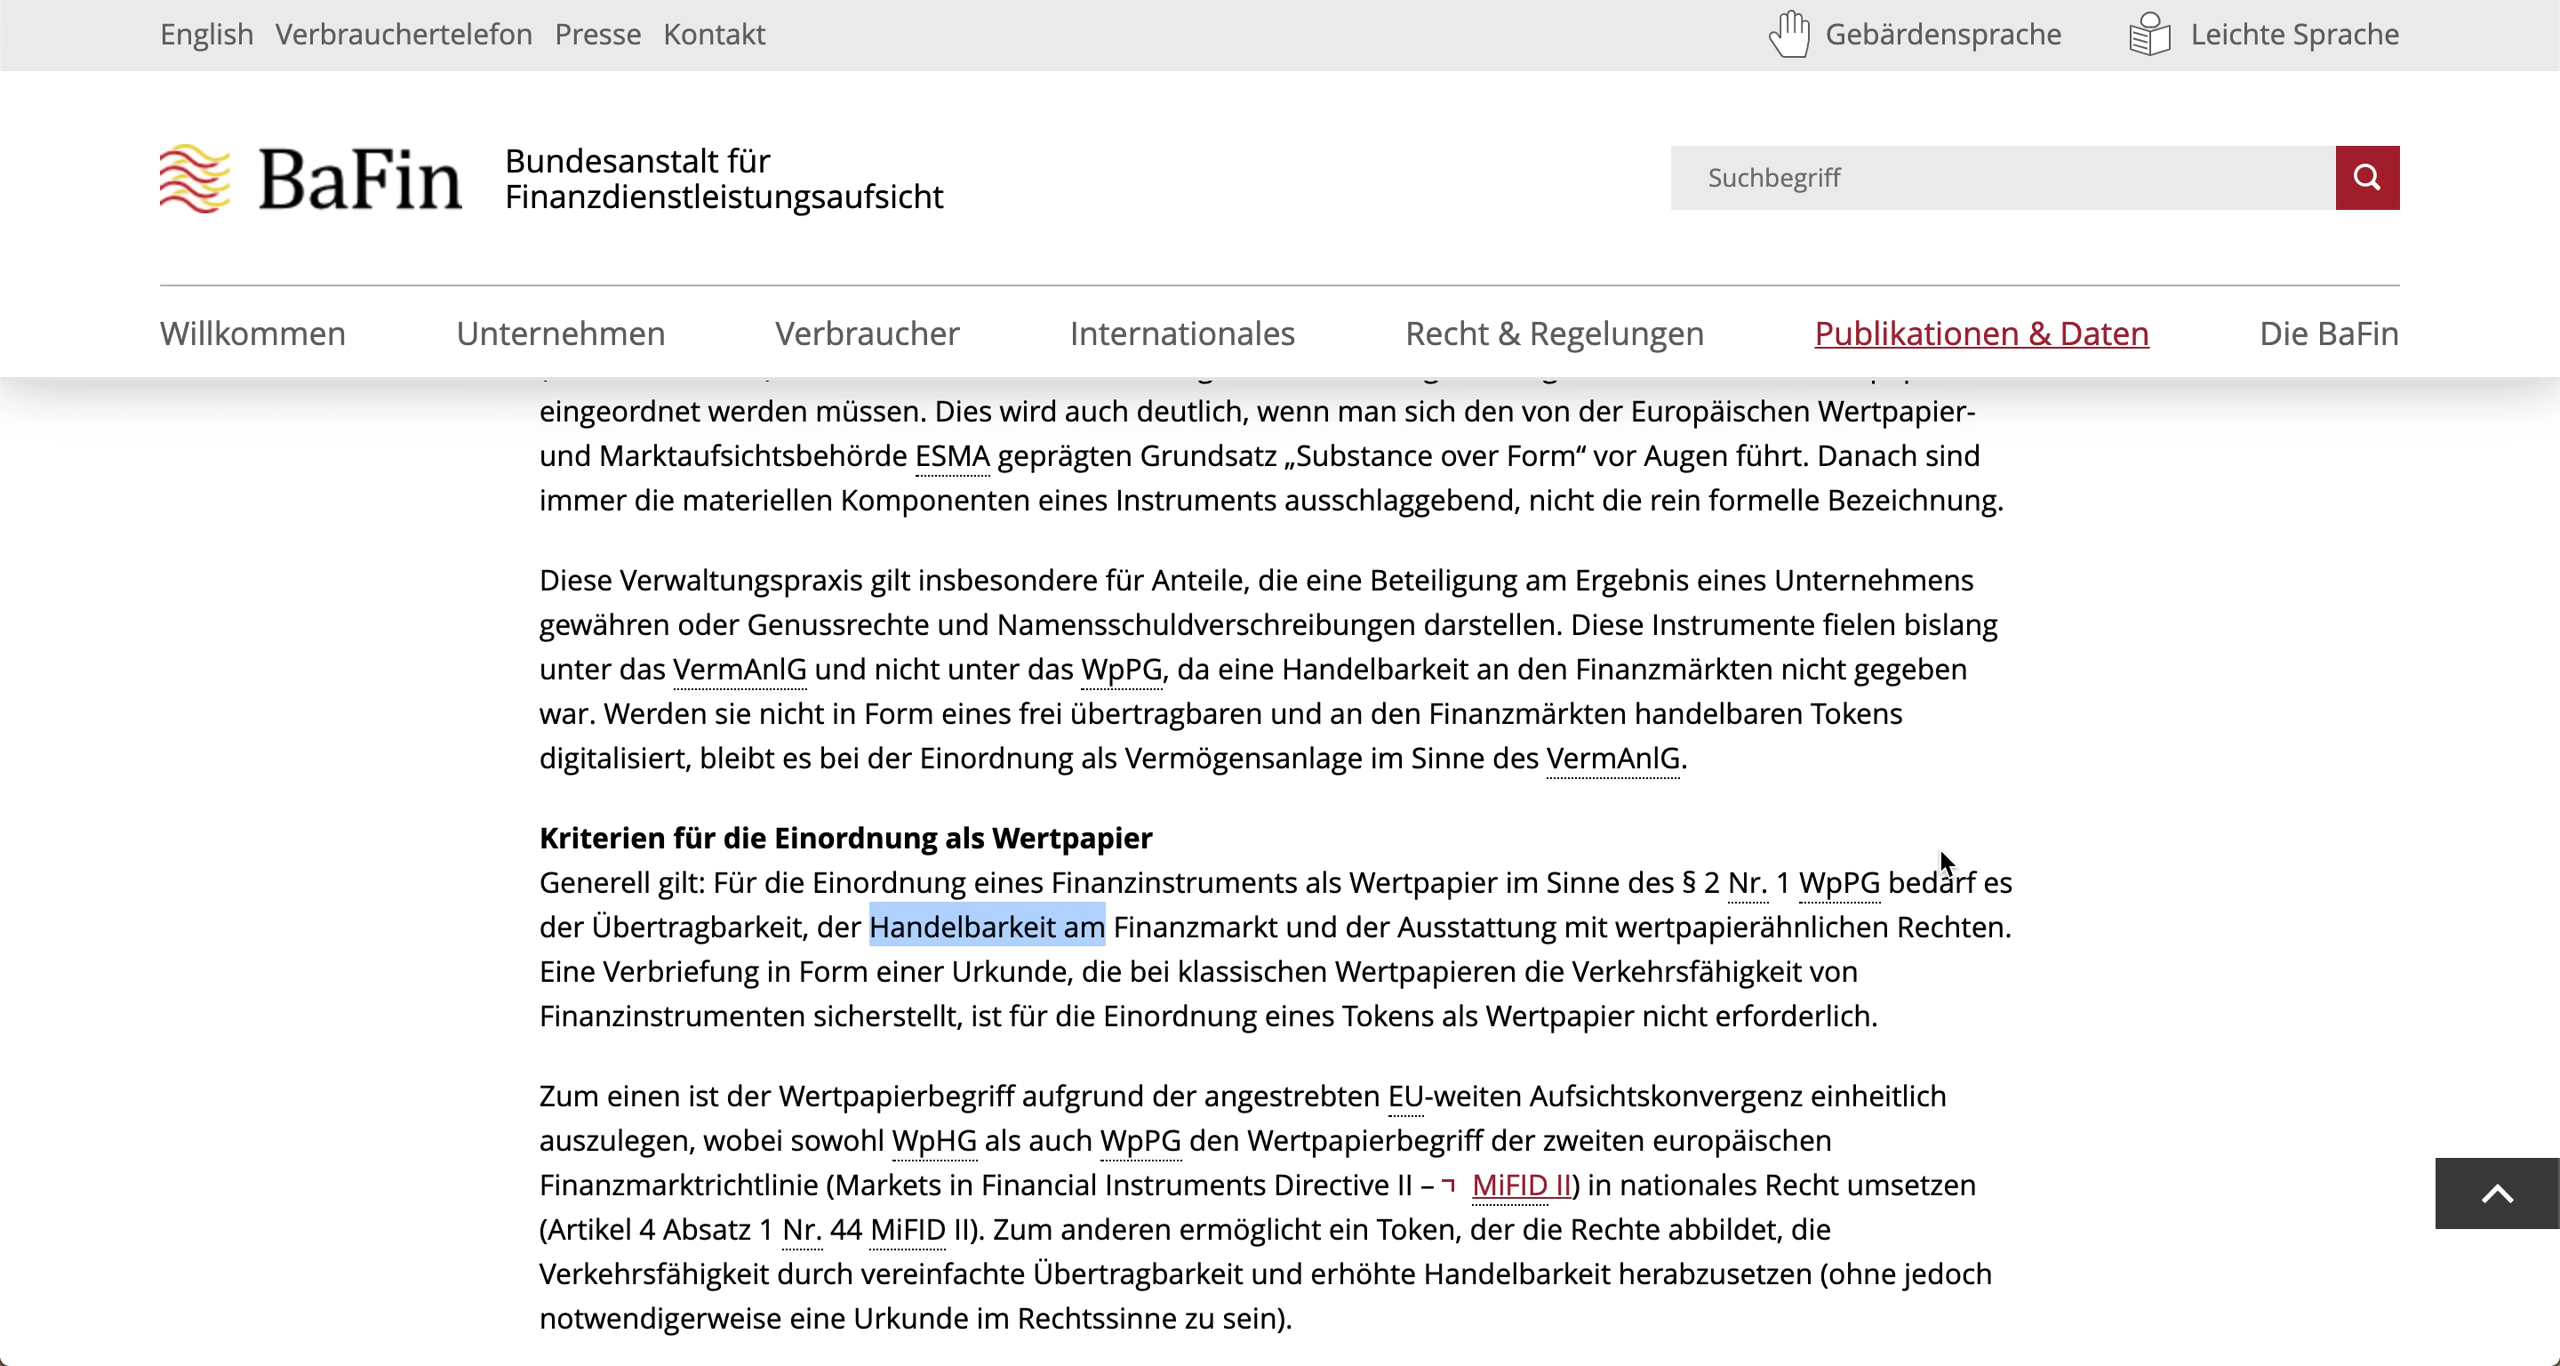 English Verbrauchertelefon Presse Kontakt
Gebärdensprache Leichte Sprache
BaFin
Bundesanstalt für
Finanzdienstleistungsaufsicht
Suchbegriff
Willkommen Unternehmen Verbraucher Internationales Recht & Regelungen Publikationen & Daten Die BaFin
eingeordnet werden müssen. Dies wird auch deutlich, wenn man sich den von der Europäischen Wertpapier-
und Marktaufsichtsbehörde ESMA geprägten Grundsatz „Substance over Form“ vor Augen führt. Danach sind
immer die materiellen Komponenten eines Instruments ausschlaggebend, nicht die rein formelle Bezeichnung.
Diese Verwaltungspraxis gilt insbesondere für Anteile, die eine Beteiligung am Ergebnis eines Unternehmens
gewähren oder Genussrechte und Namensschuldverschreibungen darstellen. Diese Instrumente fielen bislang
unter das VermAnlG und nicht unter das WpPG, da eine Handelbarkeit an den Finanzmärkten nicht gegeben
war. Werden sie nicht in Form eines frei übertragbaren und an den Finanzmärkten handelbaren Tokens
digitalisiert, bleibt es bei der Einordnung als Vermögensanlage im Sinne des VermAnlG.
Kriterien für die Einordnung als Wertpapier
Generell gilt: Für die Einordnung eines Finanzinstruments als Wertpapier im Sinne des § 2 Nr. 1 WpPG bedarf es
der Übertragbarkeit, der Handelbarkeit am Finanzmarkt und der Ausstattung mit wertpapierähnlichen Rechten.
Eine Verbriefung in Form einer Urkunde, die bei klassischen Wertpapieren die Verkehrsfähigkeit von
Finanzinstrumenten sicherstellt, ist für die Einordnung eines Tokens als Wertpapier nicht erforderlich.
Zum einen ist der Wertpapierbegriff aufgrund der angestrebten EU-weiten Aufsichtskonvergenz einheitlich
auszulegen, wobei sowohl WpHG als auch WpPG den Wertpapierbegriff der zweiten europäischen
Finanzmarktrichtlinie (Markets in Financial Instruments Directive II – MiFID II) in nationales Recht umsetzen
(Artikel 4 Absatz 1 Nr. 44 MiFID II). Zum anderen ermöglicht ein Token, der die Rechte abbildet, die
Verkehrsfähigkeit durch vereinfachte Übertragbarkeit und erhöhte Handelbarkeit herabzusetzen (ohne jedoch
notwendigerweise eine Urkunde im Rechtssinne zu sein).